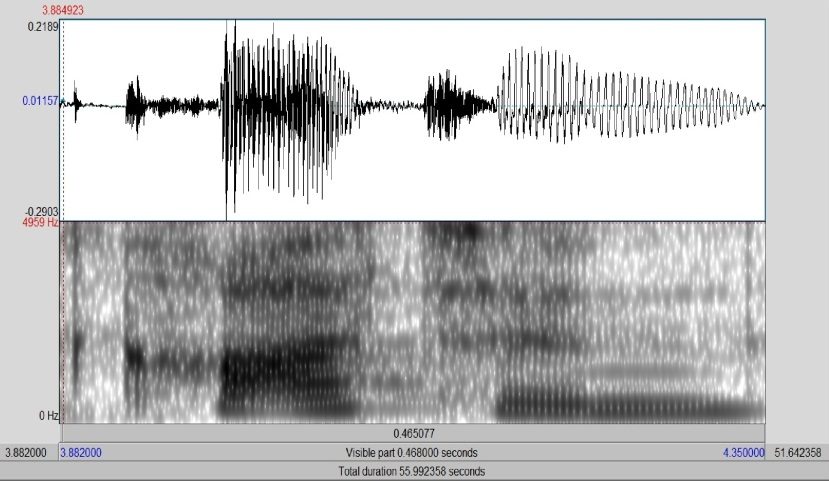 3.884923
0.2189
0.01157
-0.2903
4959 Hz
0 Hz
0.465077
3.882000 3.882000 Visible part 0.468000 seconds 4.350000 51.642358
Total duration 55.992358 seconds